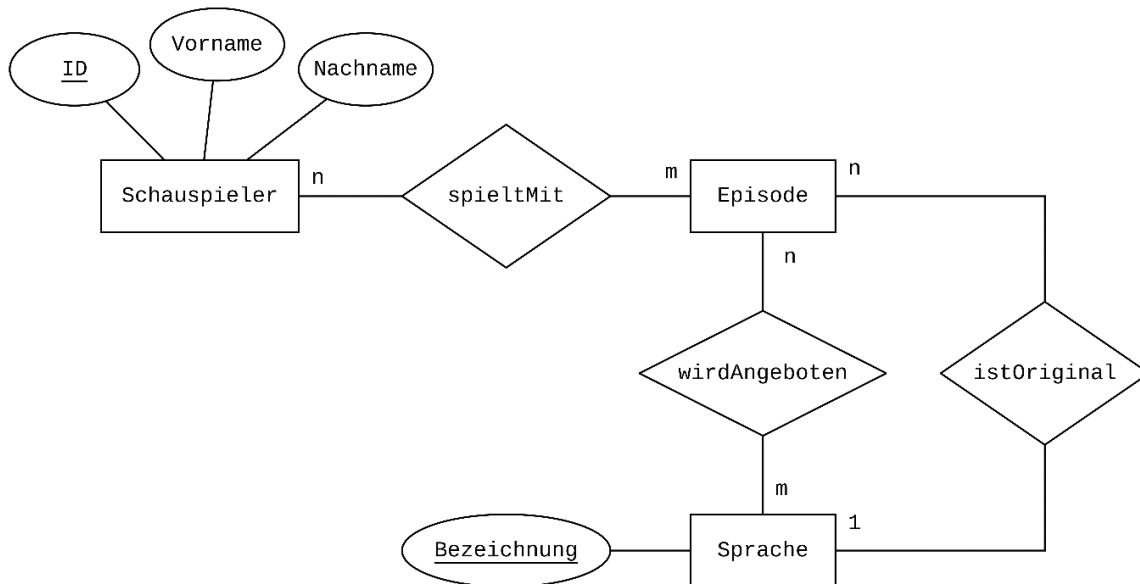 Vorname
ID
Nachname
n
m
n
Schauspieler
spieltMit
Episode
n
wirdAngeboten
istOriginal
m
1
Bezeichnung
Sprache